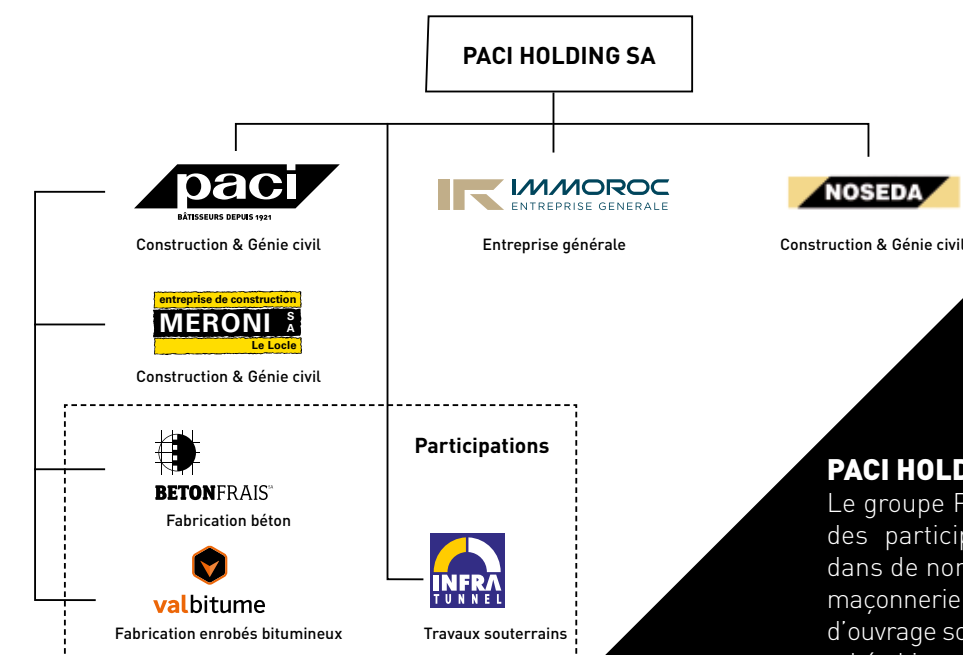 PACI HOLDING SA
paci
BÂTISSEURS DEPUIS 1921
Construction & Génie civil
IMMOROC
ENTREPRISE GENERALE
Entreprise générale
NOSEDA
Construction & Génie civil
entreprise de construction
MERONI SA
Le Locle
Construction & Génie civil
Participations
BETONFRAIS SA
Fabrication béton
valbitume
Fabrication enrobés bitumineux
INFRA
TUNNEL
Travaux souterrains
PACI HOLD
Le groupe P
des particip
dans de nor
maçonnerie
d'ouvrage so